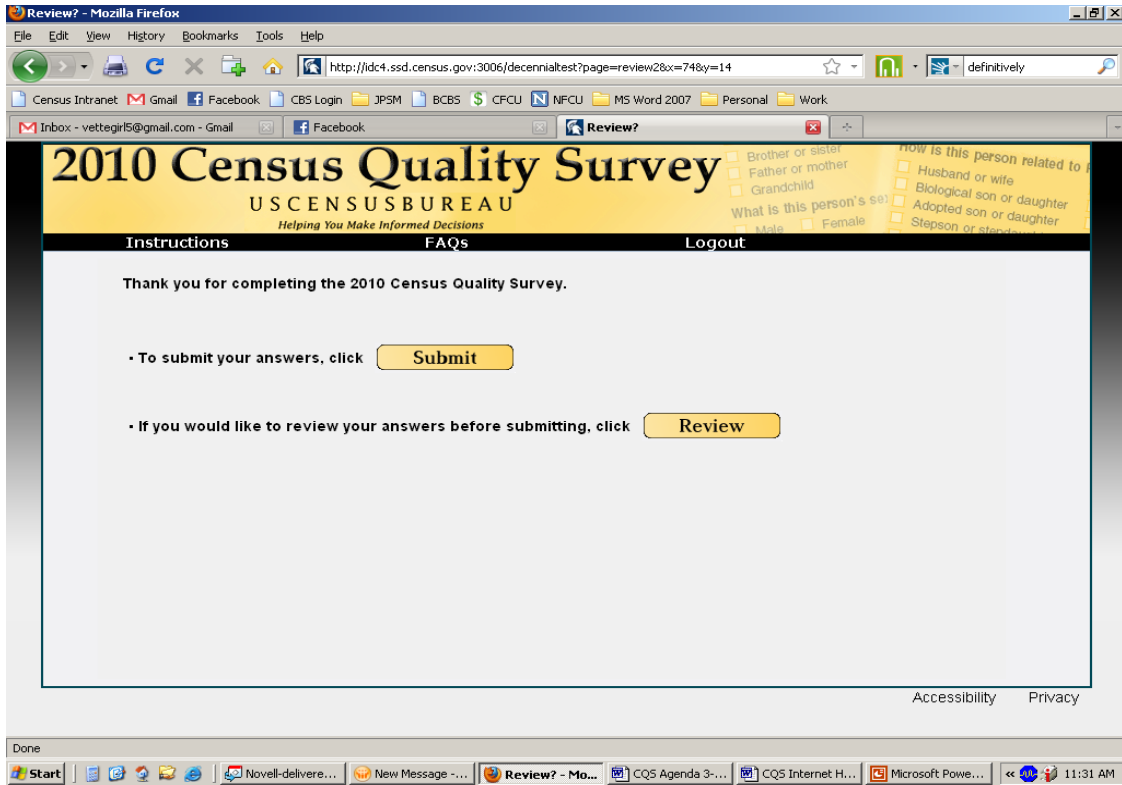 Review? - Mozilla Firefox
File Edit View History Bookmarks Tools Help
http://idc4.ssd.census.gov:3006/decennialtest?page=review2&x=74&y=14
definitively
Census Intranet Gmail Facebook CBS Login JPSM BCBS CFCU NFCU MS Word 2007 Personal Work
Inbox - vettegirl5@gmail.com - Gmail Facebook Review?
2010 Census Quality Survey
USCENSUSBUREAU
Helping You Make Informed Decisions
Brother or sister
Father or mother
Grandchild
What is this person's sex
Male Female
How is this person related to P
Husband or wife
Biological son or daughter
Adopted son or daughter
Stepson or
Instructions FAQs Logout
Thank you for completing the 2010 Census Quality Survey.
▪ To submit your answers, click Submit
▪ If you would like to review your answers before submitting, click Review
Accessibility Privacy
Done
Start Novell-delivere... New Message -... Review? - Mo... CQS Agenda 3-... CQS Internet H... Microsoft Powe... « 11:31 AM